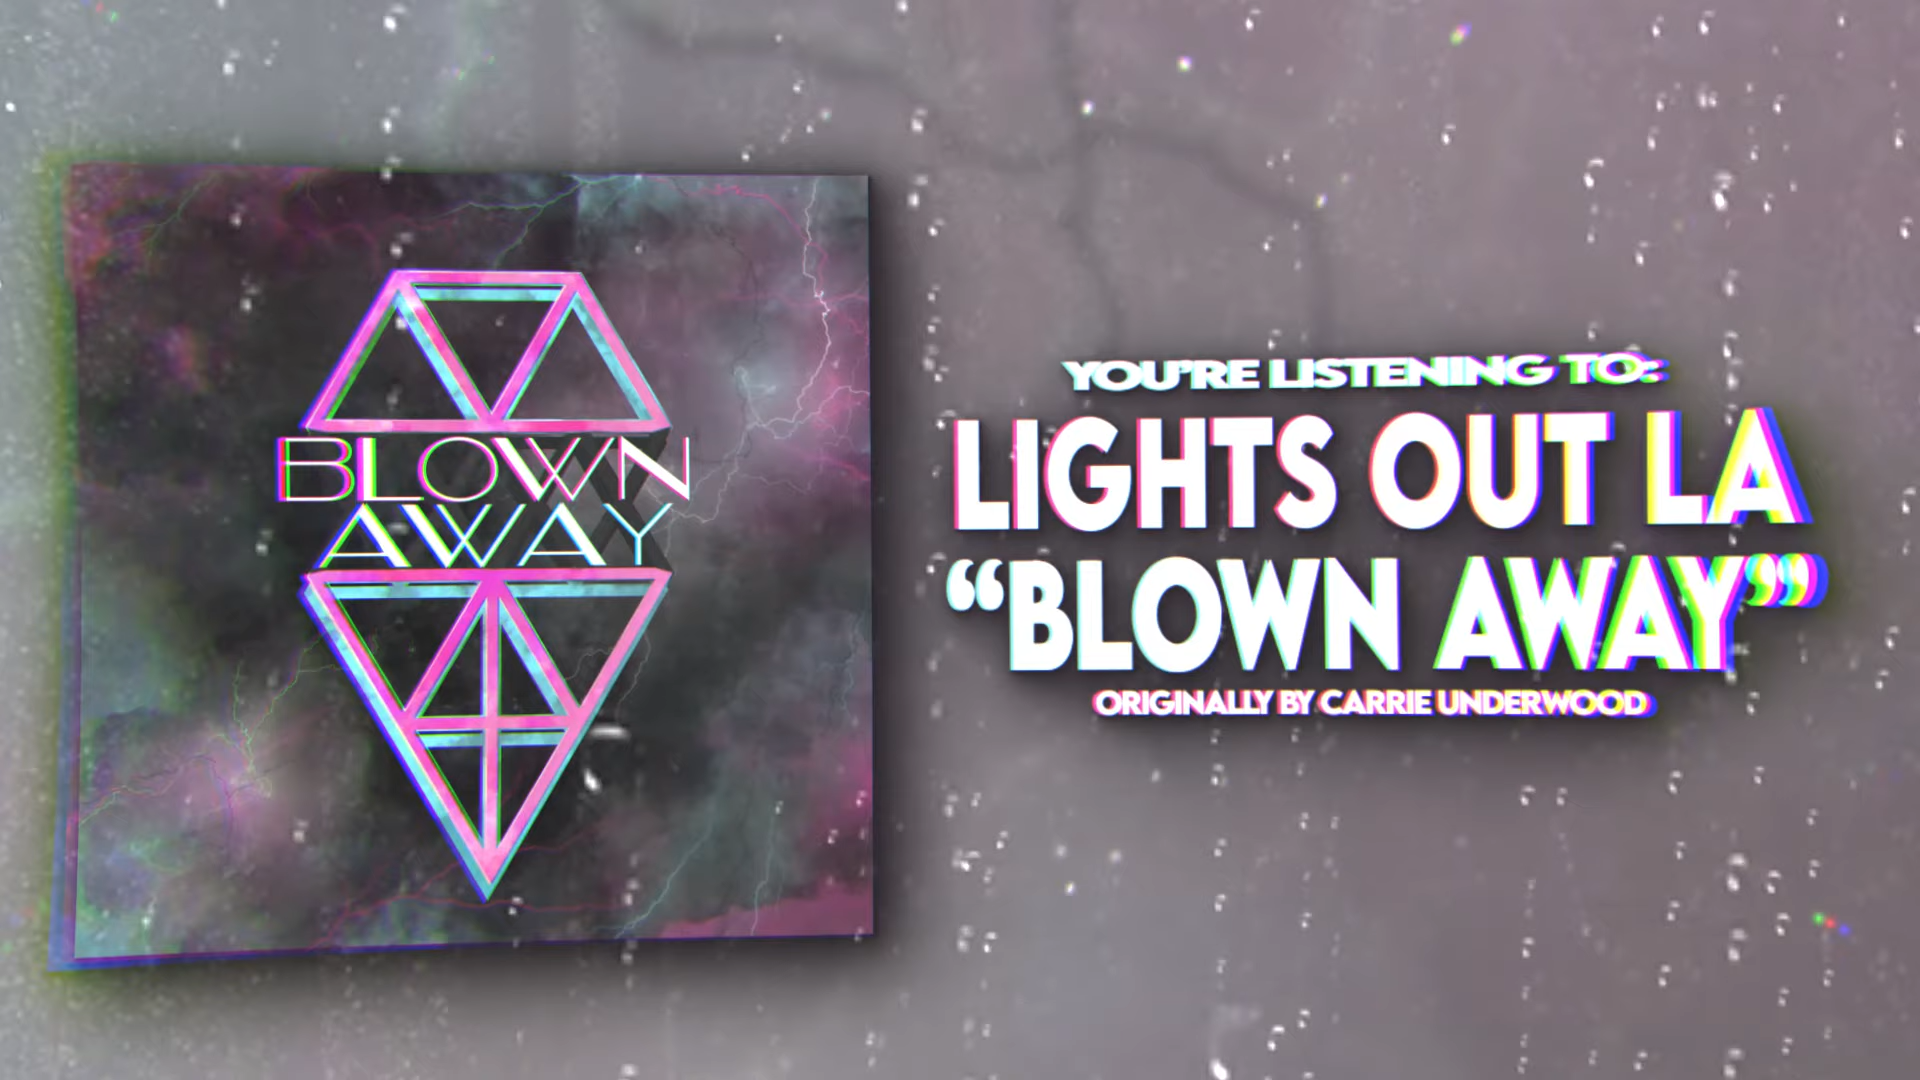 BLOWN
AWAY
YOU'RE LISTENING TO:
LIGHTS OUT LA
“BLOWN AWAY”
ORIGINALLY BY CARRIE UNDERWOOD